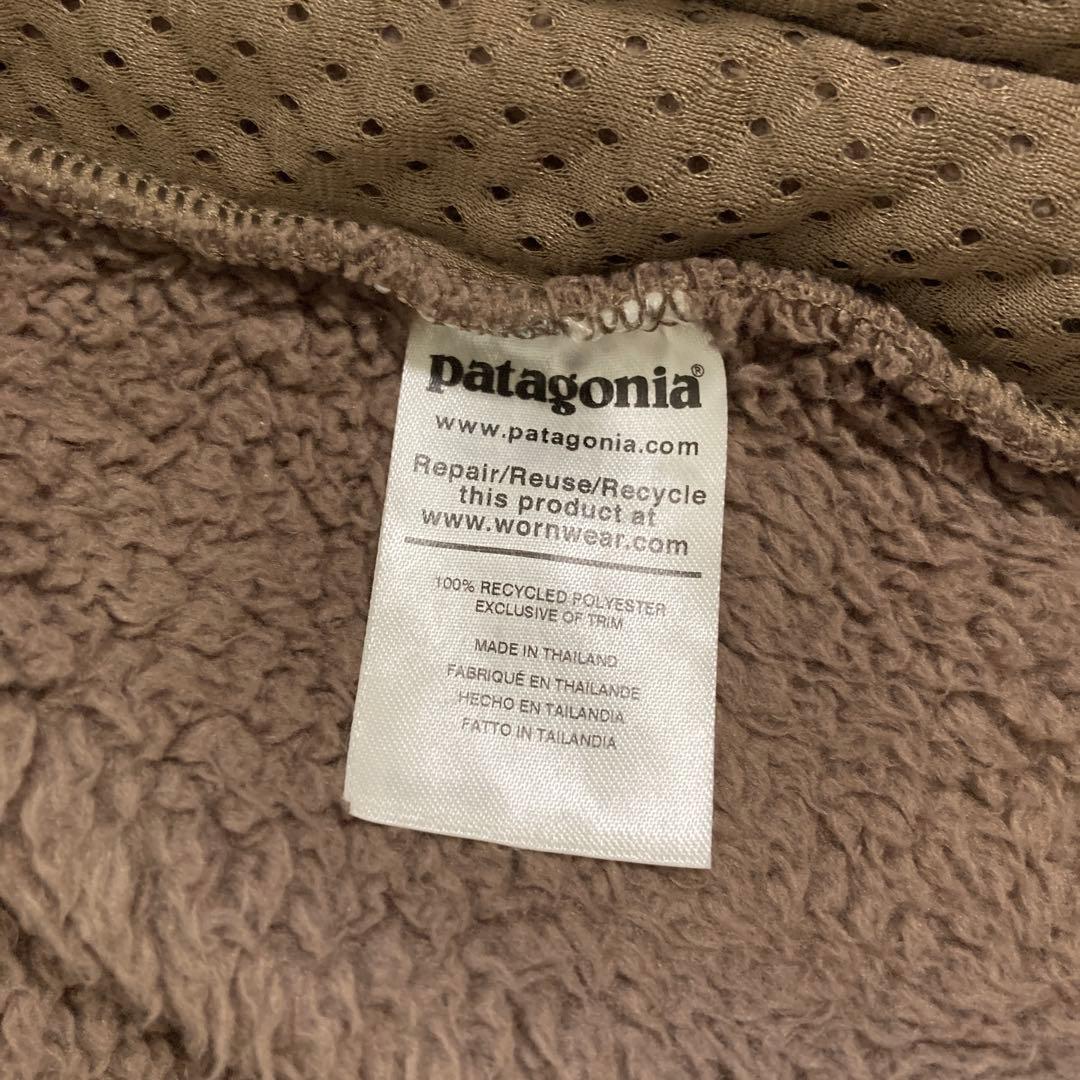 patagonia®
www.patagonia.com
Repair/Reuse/Recycle
this product at
www.wornwear.com
100% RECYCLED POLYESTER
EXCLUSIVE OF TRIM
MADE IN THAILAND
FABRIQUÉ EN THAILANDE
HECHO EN TAILANDIA
FATTO IN TAILANDIA